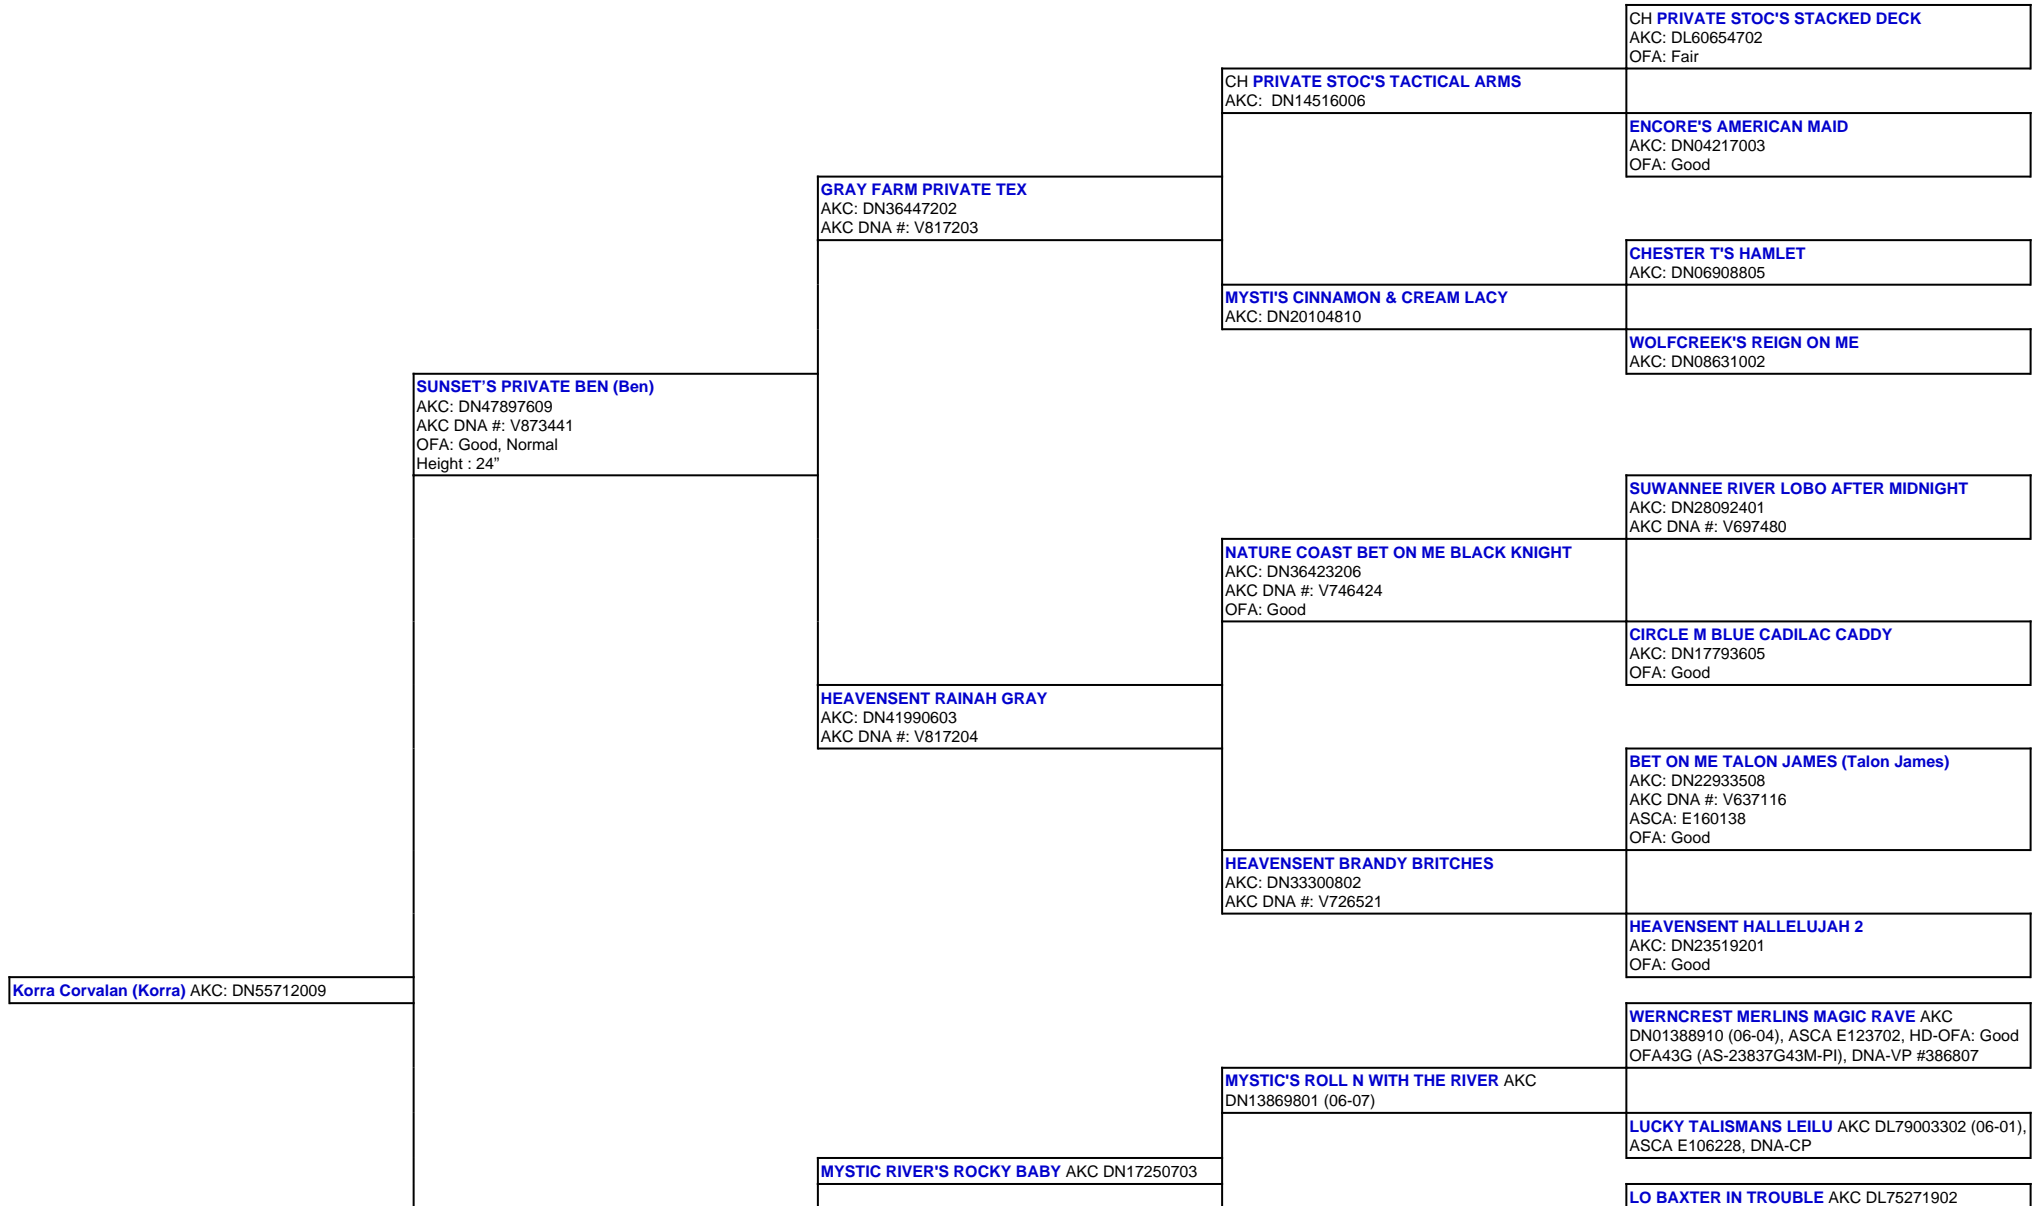 CH PRIVATE STOC'S STACKED DECK
AKC: DL60654702
OFA: Fair
CH PRIVATE STOC'S TACTICAL ARMS
AKC:  DN14516006
ENCORE'S AMERICAN MAID
AKC: DN04217003
OFA: Good
GRAY FARM PRIVATE TEX
AKC: DN36447202
AKC DNA #: V817203
CHESTER T'S HAMLET
AKC: DN06908805
MYSTI'S CINNAMON & CREAM LACY
AKC: DN20104810
WOLFCREEK'S REIGN ON ME
AKC: DN08631002
SUNSET’S PRIVATE BEN (Ben)
AKC: DN47897609
AKC DNA #: V873441
OFA: Good, Normal
Height : 24”
SUWANNEE RIVER LOBO AFTER MIDNIGHT
AKC: DN28092401
AKC DNA #: V697480
NATURE COAST BET ON ME BLACK KNIGHT
AKC: DN36423206
AKC DNA #: V746424
OFA: Good
CIRCLE M BLUE CADILAC CADDY
AKC: DN17793605
OFA: Good
HEAVENSENT RAINAH GRAY
AKC: DN41990603
AKC DNA #: V817204
BET ON ME TALON JAMES (Talon James)
AKC: DN22933508
AKC DNA #: V637116
ASCA: E160138
OFA: Good
HEAVENSENT BRANDY BRITCHES
AKC: DN33300802
AKC DNA #: V726521
HEAVENSENT HALLELUJAH 2
AKC: DN23519201
OFA: Good
Korra Corvalan (Korra) AKC: DN55712009
WERNCREST MERLINS MAGIC RAVE AKC
DN01388910 (06-04), ASCA E123702, HD-OFA: Good
OFA43G (AS-23837G43M-PI), DNA-VP #386807
MYSTIC'S ROLL N WITH THE RIVER AKC
DN13869801 (06-07)
LUCKY TALISMANS LEILU AKC DL79003302 (06-01),
ASCA E106228, DNA-CP
MYSTIC RIVER'S ROCKY BABY AKC DN17250703
LO BAXTER IN TROUBLE AKC DL75271902